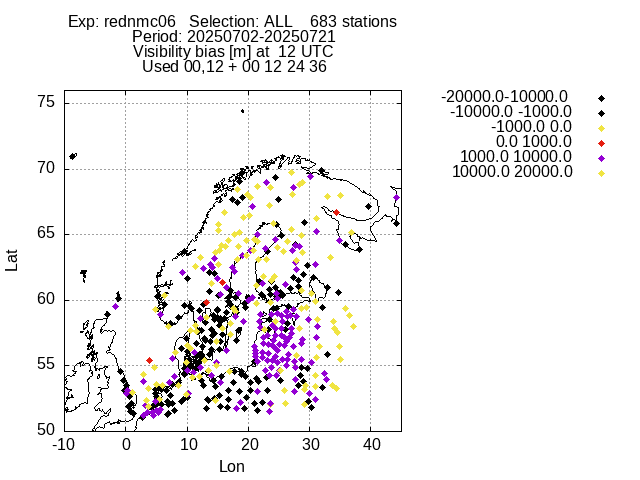 Exp: rednmc06 Selection: ALL 683 stations
Period: 20250702-20250721
Visibility bias [m] at 12 UTC
Used 00,12 + 00 12 24 36
-20000.0-10000.0
-10000.0 -1000.0
-1000.0 0.0
0.0 1000.0
1000.0 10000.0
10000.0 20000.0
75
70
65
60
55
50
Lat
-10 0 10 20 30 40
Lon